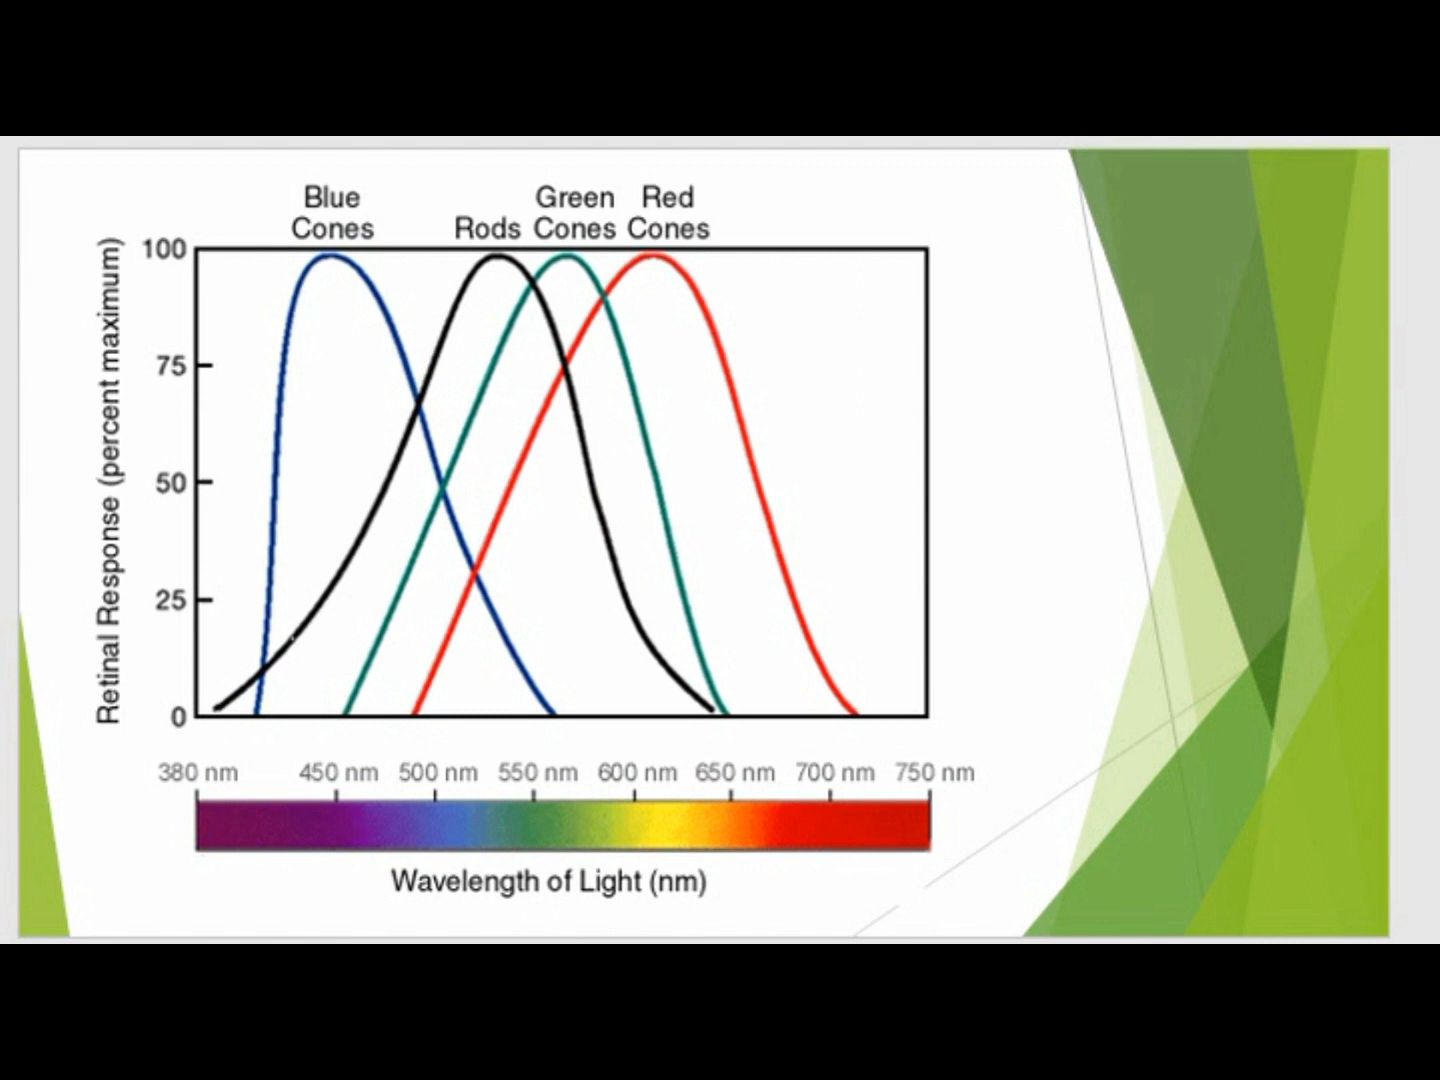 Blue Cones
Rods
Green Cones
Red Cones
Retinal Response (percent maximum)
100
75
50
25
0
380 nm 450 nm 500 nm 550 nm 600 nm 650 nm 700 nm 750 nm
Wavelength of Light (nm)